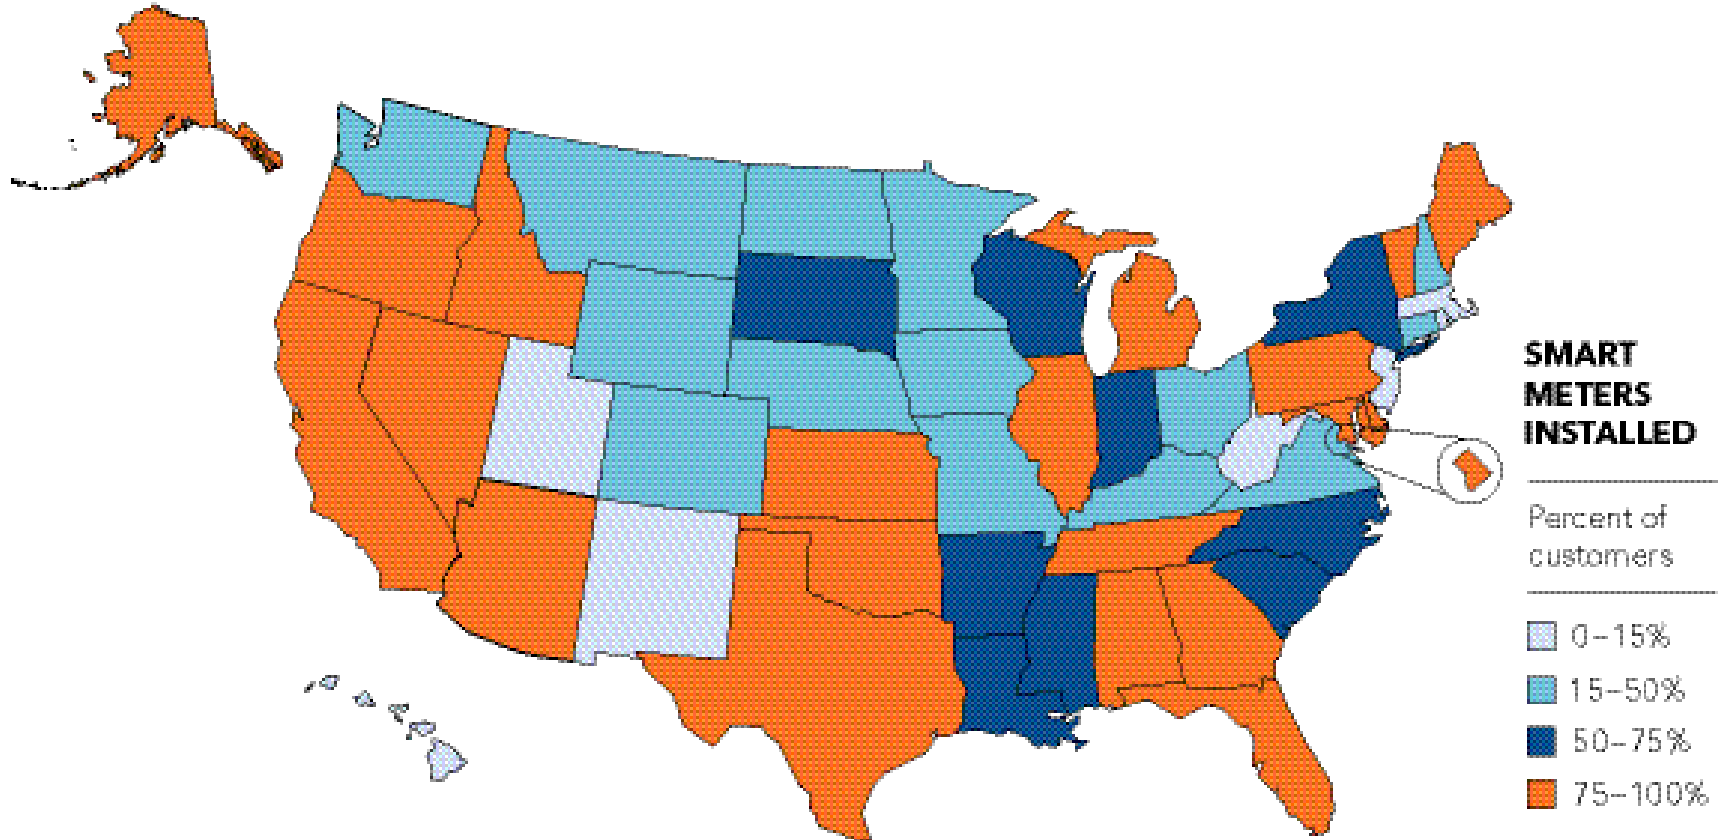 SMART
METERS
INSTALLED
Percent of
customers
0–15%
15–50%
50–75%
75–100%